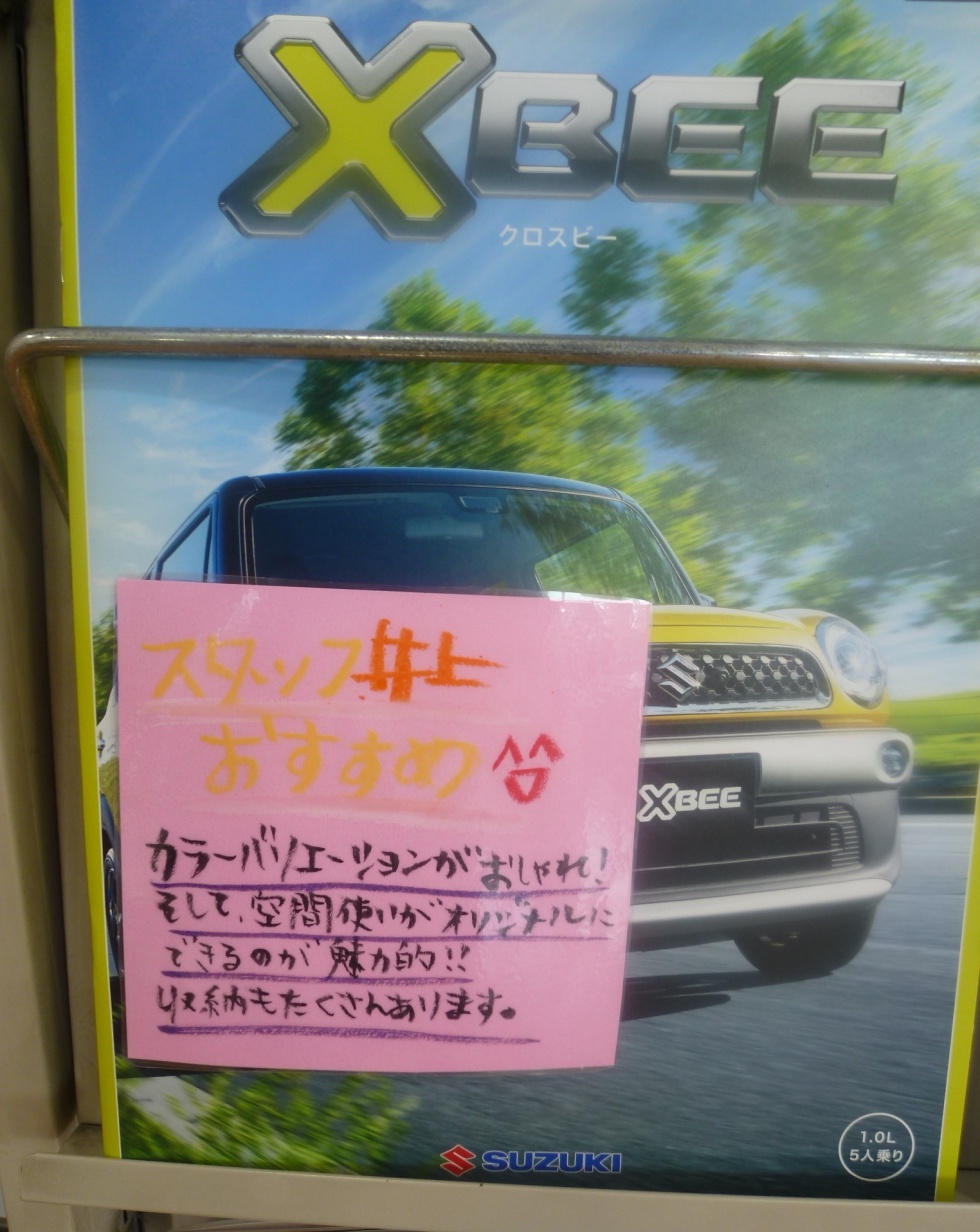 XBEE
クロスビー
スタッフ井上
おすすめ
XBEE
カラーバリエーションがおしゃれ!
そして、空間使いがオリジナルに
できるのが魅力的!!
収納もたくさんあります。
SUZUKI
1.0L
5人乗り